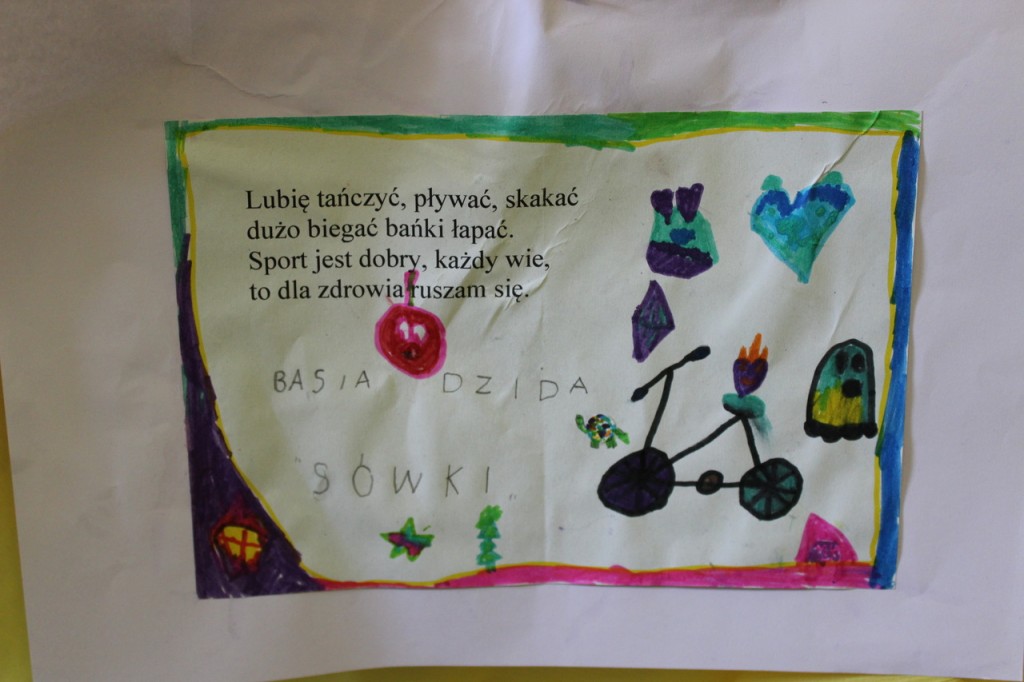 Lubię tańczyć, pływać, skakać
dużo biegać bańki łapać.
Sport jest dobry, każdy wie,
to dla zdrowia ruszam się.
BASIA DZIDA
"SÓWKI"